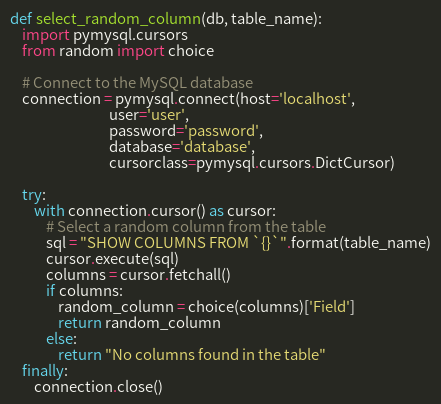 def select_random_column(db, table_name):
    import pymysql.cursors
    from random import choice

    # Connect to the MySQL database
    connection = pymysql.connect(host='localhost',
                                 user='user',
                                 password='password',
                                 database='database',
                                 cursorclass=pymysql.cursors.DictCursor)

    try:
        with connection.cursor() as cursor:
            # Select a random column from the table
            sql = "SHOW COLUMNS FROM `{}`".format(table_name)
            cursor.execute(sql)
            columns = cursor.fetchall()
            if columns:
                random_column = choice(columns)['Field']
                return random_column
            else:
                return "No columns found in the table"
    finally:
        connection.close()